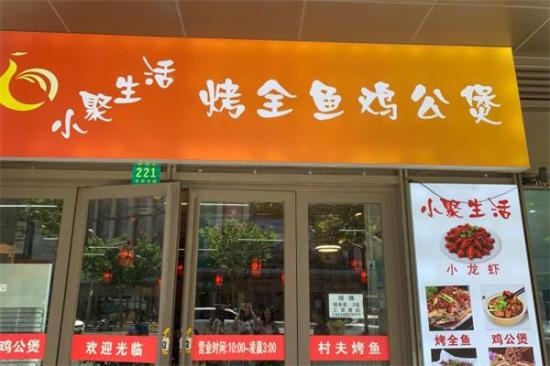 小聚生活 烤全鱼鸡公煲
221
小聚生活
小龙虾
烤全鱼
鸡公煲
鸡公煲
欢迎光临
营业时间:10:00-凌晨3:00
村夫烤鱼
招聘